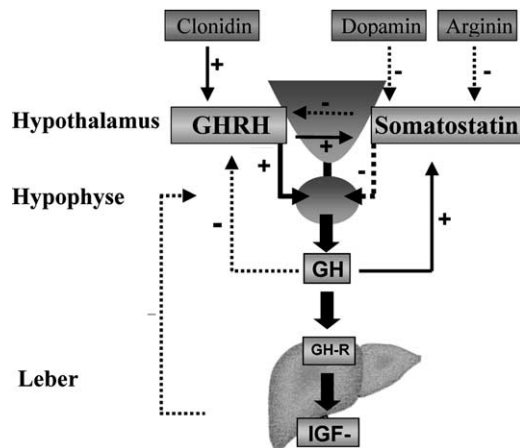 Clonidin
Dopamin
Arginin
+
-
-
Hypothalamus
GHRH
-
+
Somatostatin
+
-
Hypophyse
-
GH
+
-
GH-R
Leber
IGF-